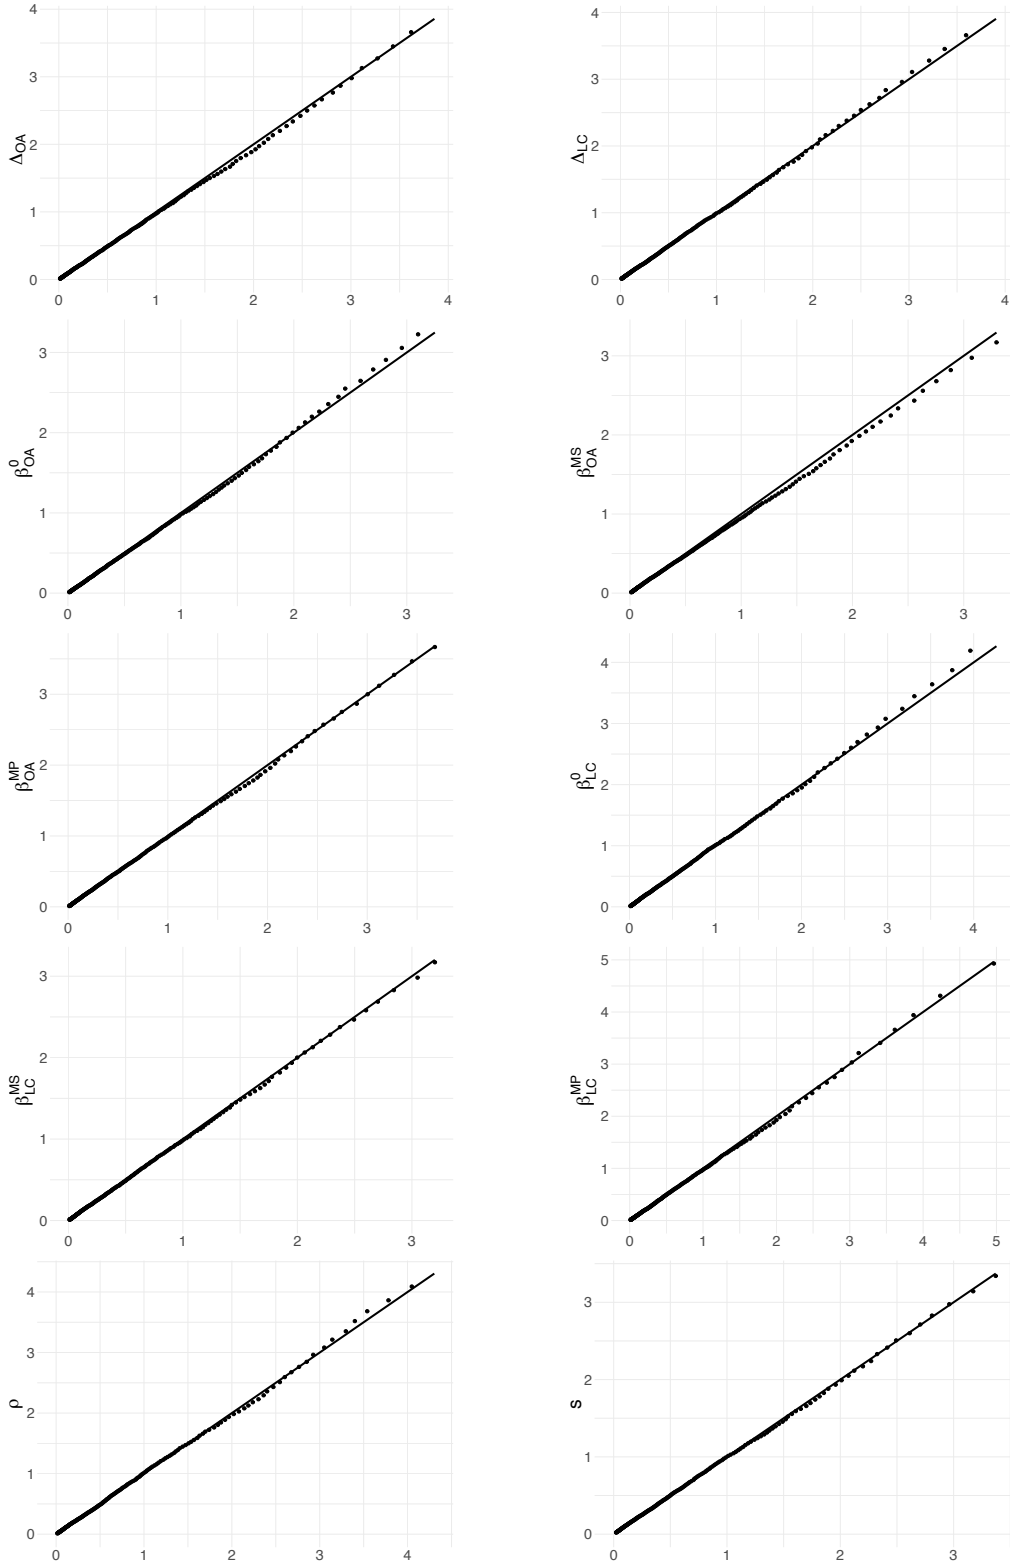 4 4
3 3
Δ_OA 2 Δ_LC 2
1 1
0 0
0 1 2 3 4 0 1 2 3 4
3 3
β⁰_OA 2 β^MS_OA 2
1 1
0 0
0 1 2 3 0 1 2 3
3 4
β^MP_OA 2 3
1 β⁰_LC 2
0 1
0
0 1 2 3 0 1 2 3 4
3 5
β^MS_LC 2 4
1 3
0 β^MP_LC 2
1
0
0 1 2 3 0 1 2 3 4 5
4 3
3 2
ρ 2 s 1
1 0
0
0 1 2 3 4 0 1 2 3